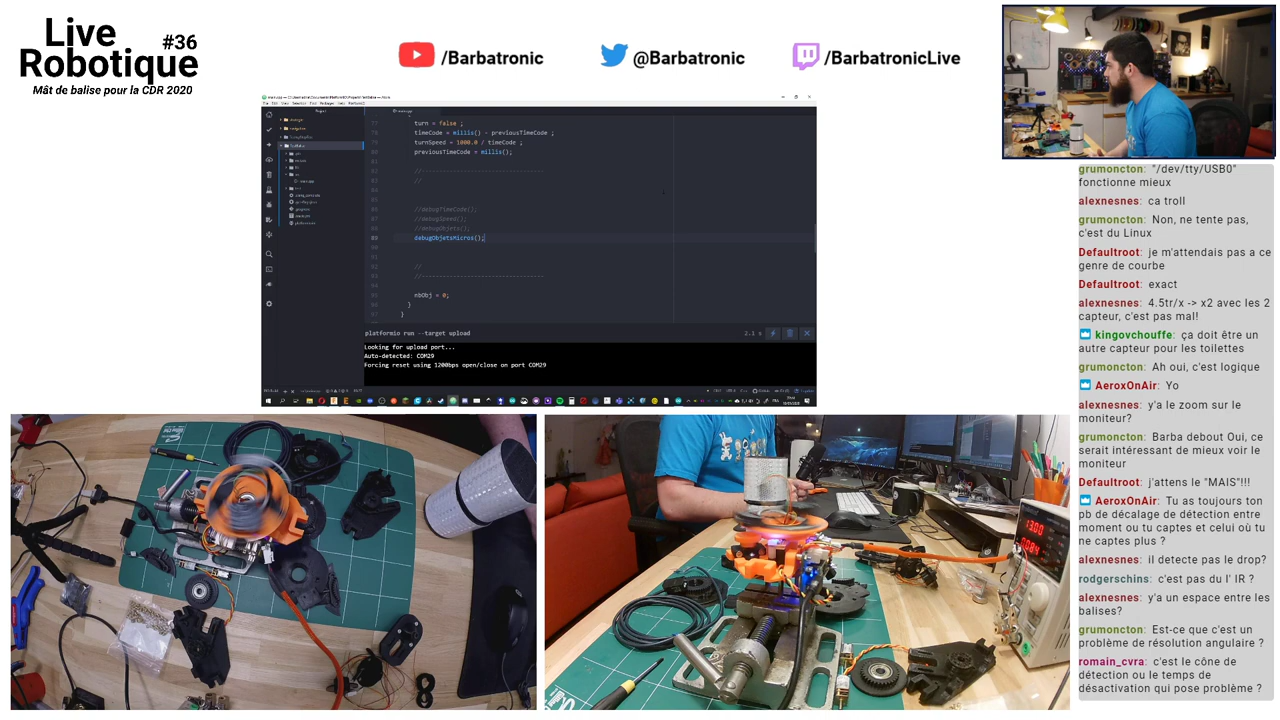 Live
Robotique #36
Mât de balise pour la CDR 2020
/Barbatronic
@Barbatronic
/BarbatronicLive
turn = false ;
timeCode = millis() - previousTimeCode ;
turnSpeed = 1000.0 / timeCode ;
previousTimeCode = millis();
//--------------------------------
//
//debugTimeCode();
//debugSpeed();
//debugObjets();
debugObjetsMicros();
//
//--------------------------------
nbObj = 0;
}
}
platformio run --target upload
2.1 s
Looking for upload port...
Auto-detected: COM29
Forcing reset using 1200bps open/close on port COM29
grumoncton: "/dev/tty/USB0"
fonctionne mieux
alexnesnes: ca troll
grumoncton: Non, ne tente pas,
c'est du Linux
Defaultroot: je m'attendais pas a ce
genre de courbe
Defaultroot: exact
alexnesnes: 4.5tr/x -> x2 avec les 2
capteur, c'est pas mal!
kingovchouffe: ça doit être un
autre capteur pour les toilettes
grumoncton: Ah oui, c'est logique
AeroxOnAir: Yo
alexnesnes: y'a le zoom sur le
moniteur?
grumoncton: Barba debout Oui, ce
serait intéressant de mieux voir le
moniteur
Defaultroot: j'attens le "MAIS"!!!
AeroxOnAir: Tu as toujours ton
pb de décalage de détection entre
moment ou tu captes et celui où tu
ne captes plus ?
alexnesnes: il detecte pas le drop?
rodgerschins: c'est pas du l' IR ?
alexnesnes: y'a un espace entre les
balises?
grumoncton: Est-ce que c'est un
problème de résolution angulaire ?
romain_cvra: c'est le cône de
détection ou le temps de
désactivation qui pose problème ?